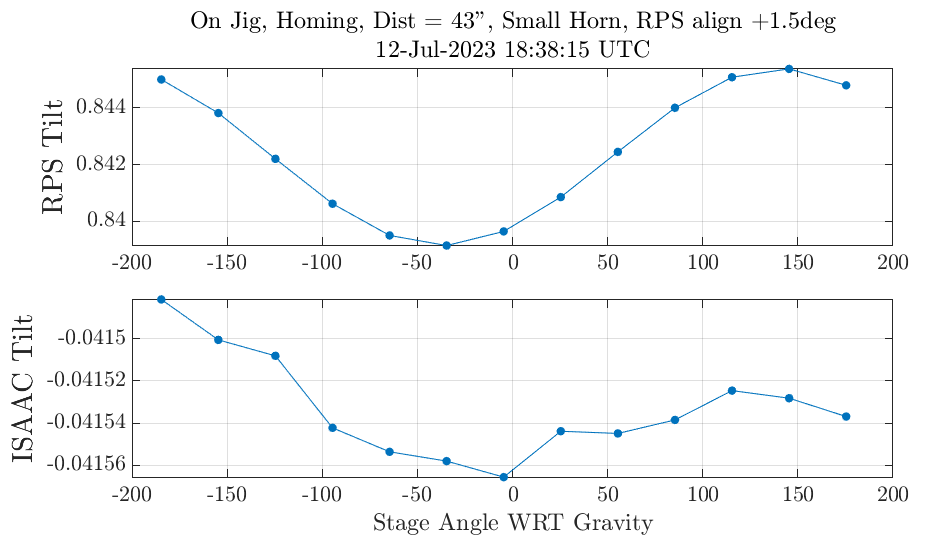 On Jig, Homing, Dist = 43", Small Horn, RPS align +1.5deg
12-Jul-2023 18:38:15 UTC
RPS Tilt
0.844
0.842
0.84
-200 -150 -100 -50 0 50 100 150 200
ISAAC Tilt
-0.0415
-0.04152
-0.04154
-0.04156
-200 -150 -100 -50 0 50 100 150 200
Stage Angle WRT Gravity